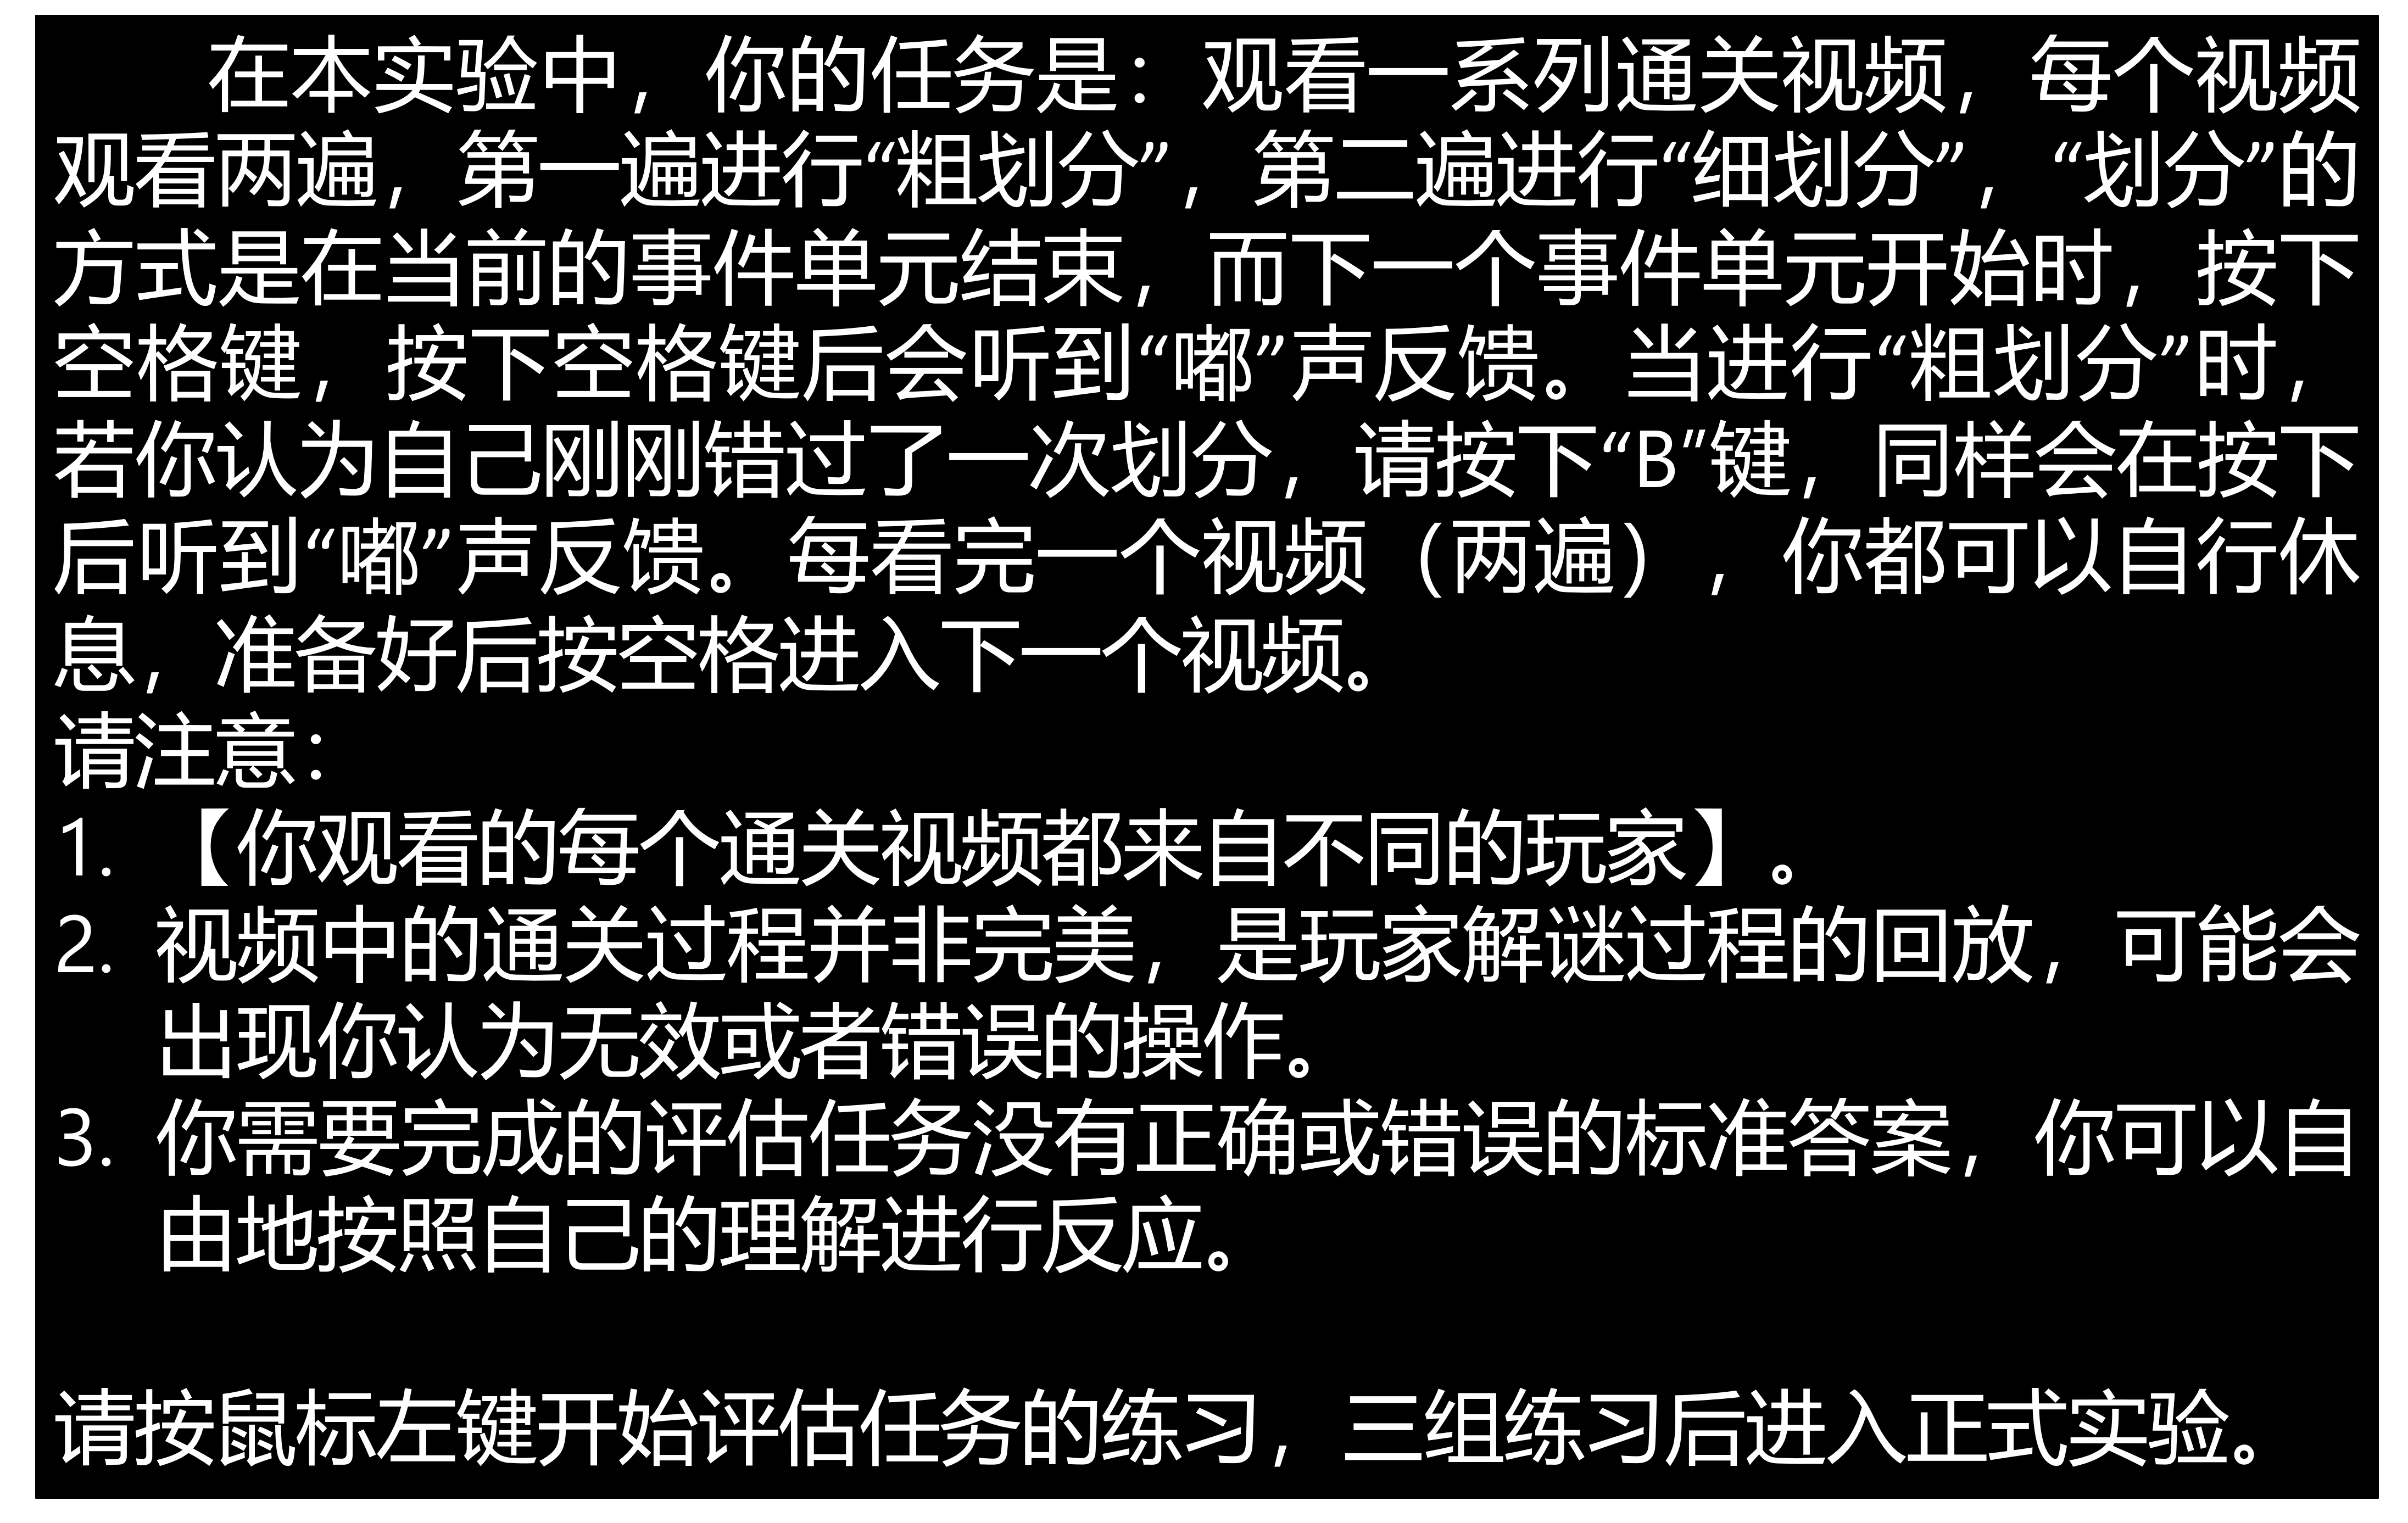 在本实验中，你的任务是：观看一系列通关视频，每个视频
观看两遍，第一遍进行“粗划分”，第二遍进行“细划分”，“划分”的
方式是在当前的事件单元结束，而下一个事件单元开始时，按下
空格键，按下空格键后会听到“嘟”声反馈。当进行“粗划分”时，
若你认为自己刚刚错过了一次划分，请按下“B”键，同样会在按下
后听到“嘟”声反馈。每看完一个视频（两遍），你都可以自行休
息，准备好后按空格进入下一个视频。
请注意：
1. 【你观看的每个通关视频都来自不同的玩家】。
2. 视频中的通关过程并非完美，是玩家解谜过程的回放，可能会
出现你认为无效或者错误的操作。
3. 你需要完成的评估任务没有正确或错误的标准答案，你可以自
由地按照自己的理解进行反应。
请按鼠标左键开始评估任务的练习，三组练习后进入正式实验。